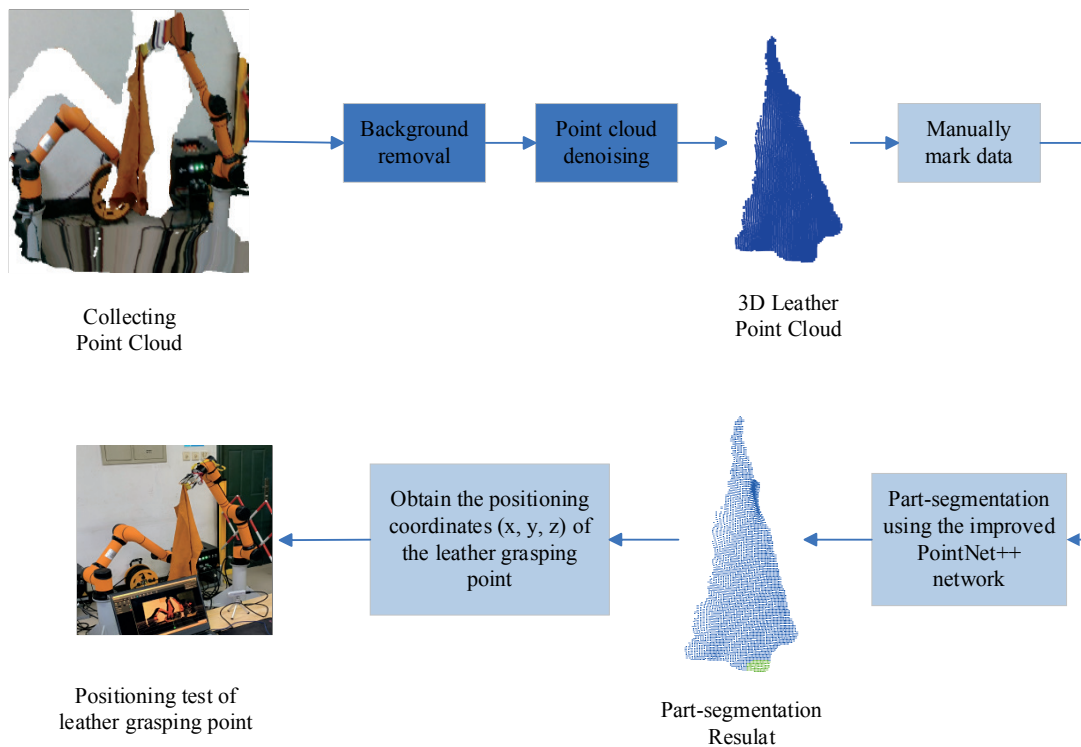 Background
removal
Point cloud
denoising
Manually
mark data
Collecting
Point Cloud
3D Leather
Point Cloud
Part-segmentation
using the improved
PointNet++
network
Obtain the positioning
coordinates (x, y, z) of
the leather grasping
point
Positioning test of
leather grasping point
Part-segmentation
Resulat